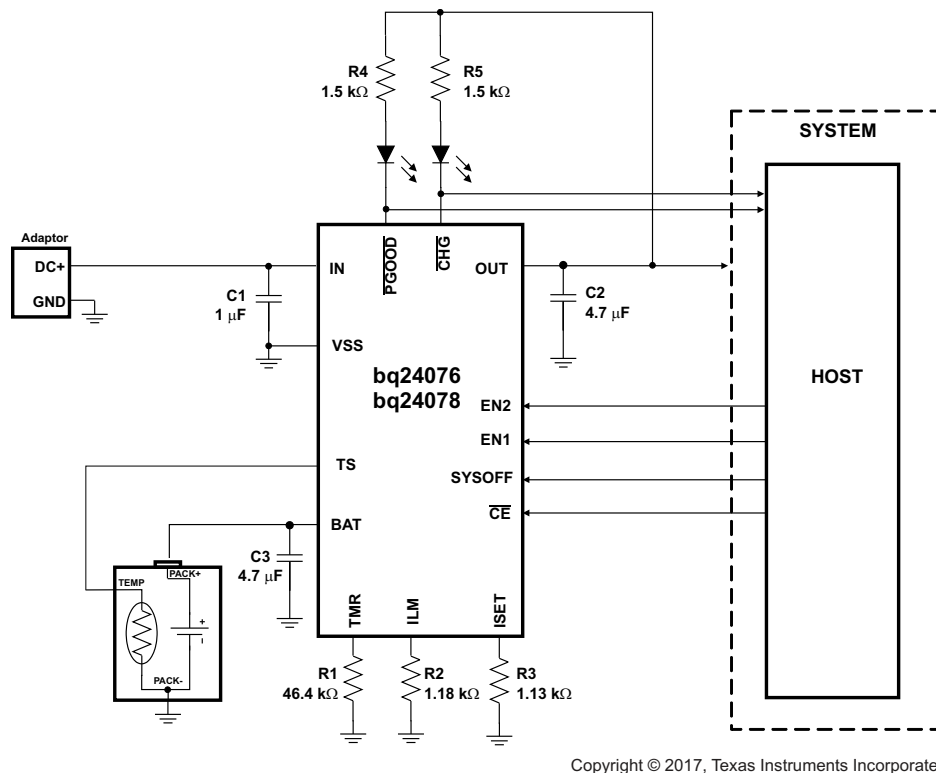 R4
1.5 kΩ
R5
1.5 kΩ
SYSTEM
Adaptor
DC+
GND
IN
PGOOD
CHG
OUT
C1
1 µF
C2
4.7 µF
VSS
bq24076
bq24078
HOST
EN2
EN1
TS
SYSOFF
CE
BAT
C3
4.7 µF
PACK+
TEMP
+
-
PACK-
TMR
ILM
ISET
R1
46.4 kΩ
R2
1.18 kΩ
R3
1.13 kΩ
Copyright © 2017, Texas Instruments Incorporate